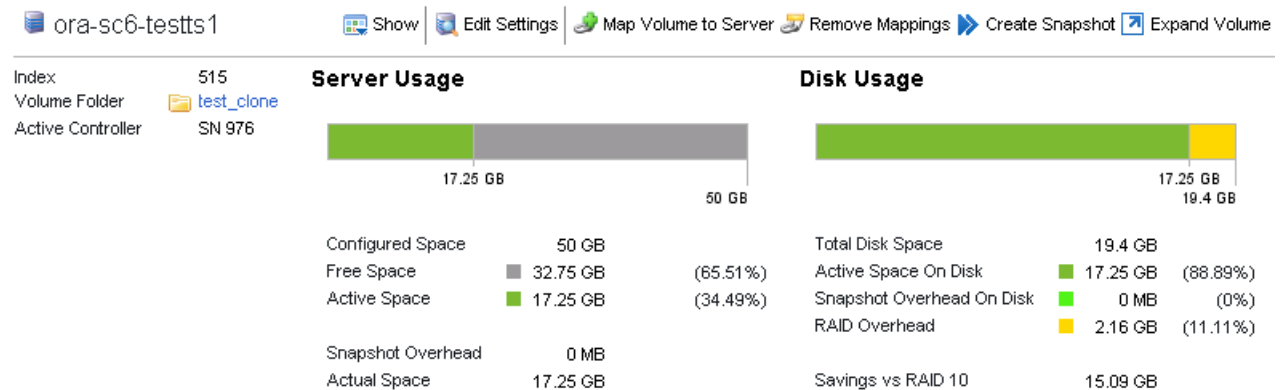 ora-sc6-testts1 Show Edit Settings Map Volume to Server Remove Mappings Create Snapshot Expand Volume
Index 515
Volume Folder test_clone
Active Controller SN 976
Server Usage
17.25 GB
50 GB
Configured Space 50 GB
Free Space 32.75 GB (65.51%)
Active Space 17.25 GB (34.49%)
Snapshot Overhead 0 MB
Actual Space 17.25 GB
Disk Usage
17.25 GB
19.4 GB
Total Disk Space 19.4 GB
Active Space On Disk 17.25 GB (88.89%)
Snapshot Overhead On Disk 0 MB (0%)
RAID Overhead 2.16 GB (11.11%)
Savings vs RAID 10 15.09 GB